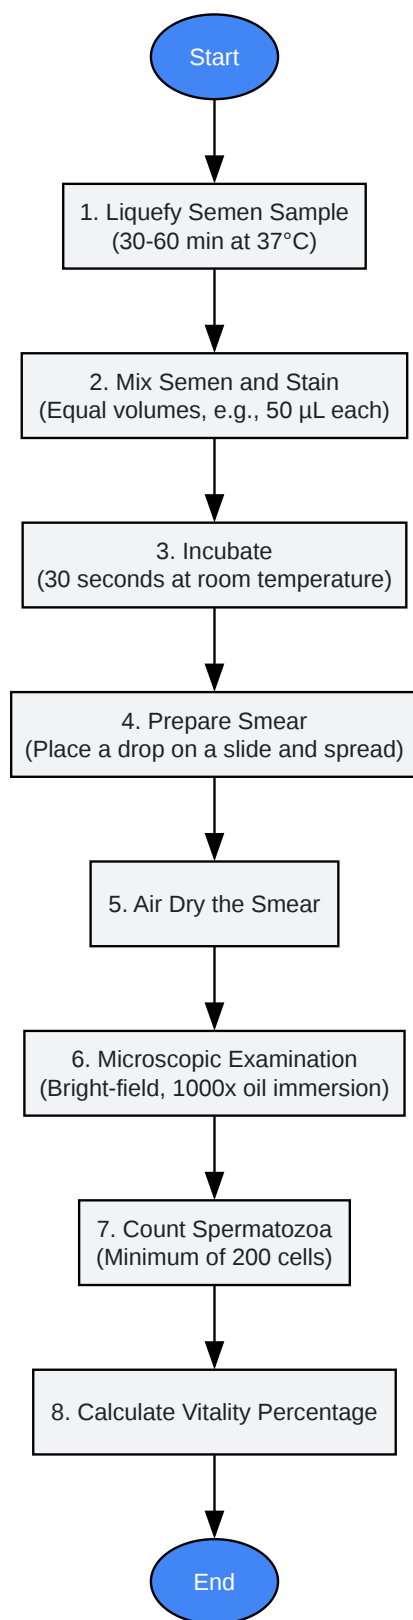 Start
1. Liquefy Semen Sample
(30-60 min at 37°C)
2. Mix Semen and Stain
(Equal volumes, e.g., 50 µL each)
3. Incubate
(30 seconds at room temperature)
4. Prepare Smear
(Place a drop on a slide and spread)
5. Air Dry the Smear
6. Microscopic Examination
(Bright-field, 1000x oil immersion)
7. Count Spermatozoa
(Minimum of 200 cells)
8. Calculate Vitality Percentage
End